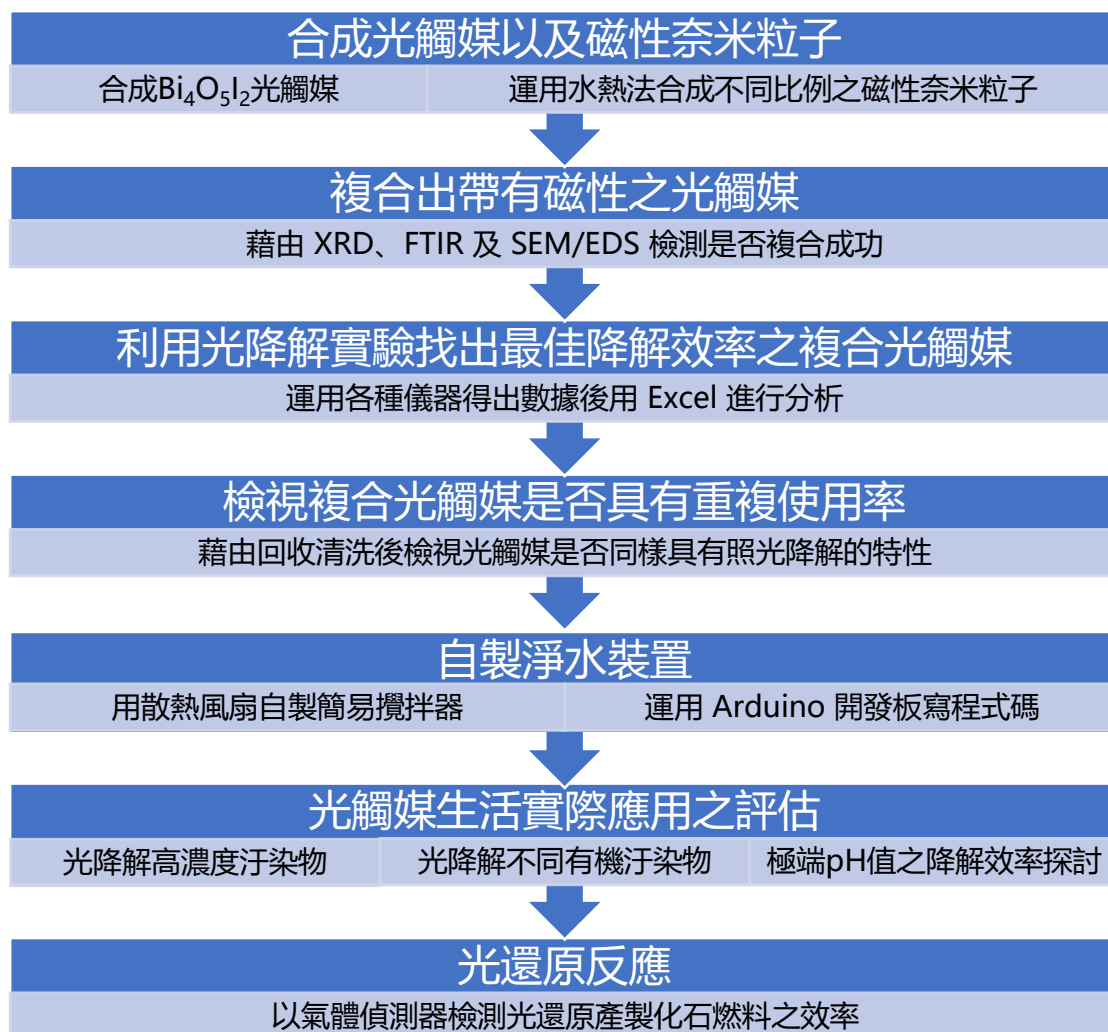 合成光觸媒以及磁性奈米粒子
合成Bi₄O₅I₂光觸媒
運用水熱法合成不同比例之磁性奈米粒子
複合出帶有磁性之光觸媒
藉由 XRD、FTIR 及 SEM/EDS 檢測是否複合成功
利用光降解實驗找出最佳降解效率之複合光觸媒
運用各種儀器得出數據後用 Excel 進行分析
檢視複合光觸媒是否具有重複使用率
藉由回收清洗後檢視光觸媒是否同樣具有照光降解的特性
自製淨水裝置
用散熱風扇自製簡易攪拌器
運用 Arduino 開發板寫程式碼
光觸媒生活實際應用之評估
光降解高濃度汙染物
光降解不同有機汙染物
極端pH值之降解效率探討
光還原反應
以氣體偵測器檢測光還原產製化石燃料之效率